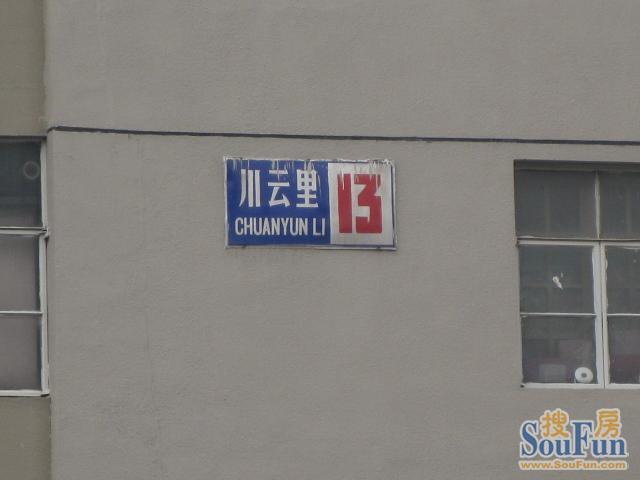 川云里 13
CHUANYUN LI
搜房
SouFun
www.SouFun.com